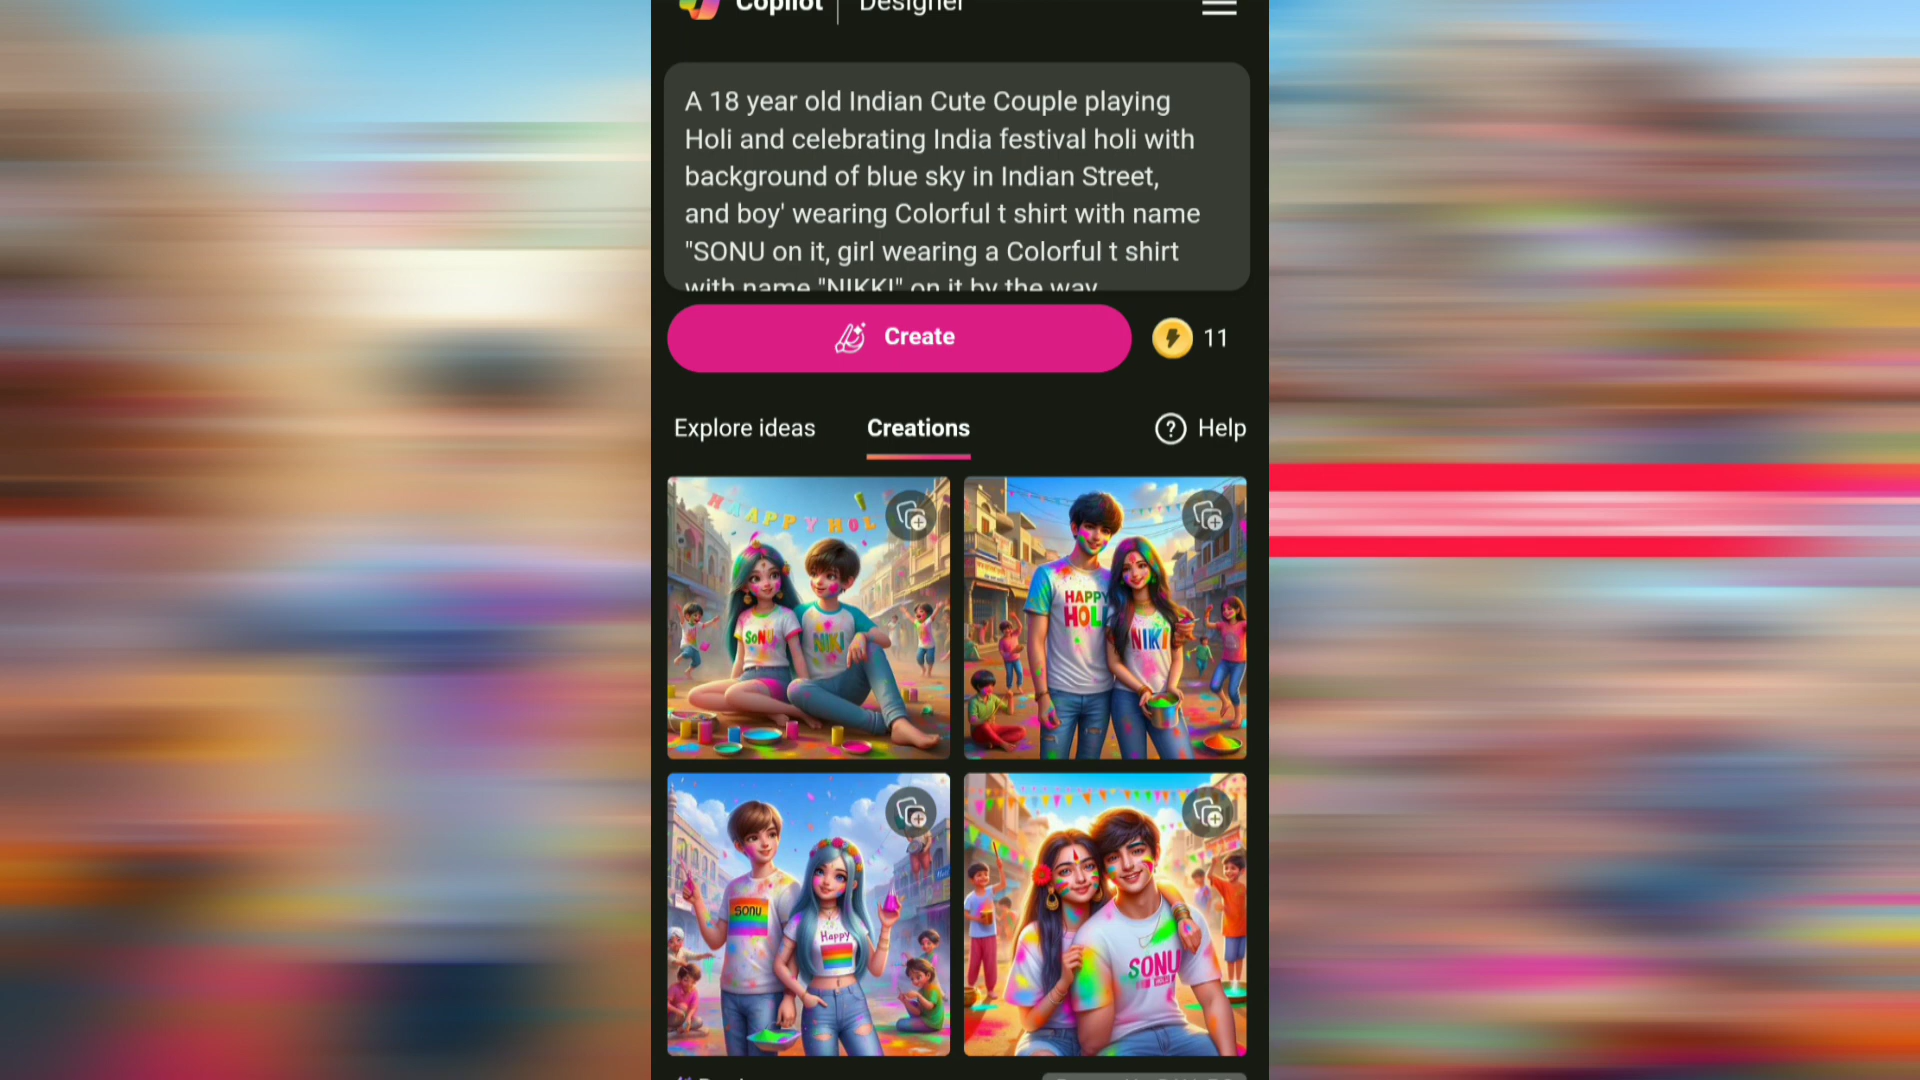 Copilot | Designer
A 18 year old Indian Cute Couple playing
Holi and celebrating India festival holi with
background of blue sky in Indian Street,
and boy' wearing Colorful t shirt with name
"SONU on it, girl wearing a Colorful t shirt
with name "NIKKI" on it by the way
Create
11
Explore ideas
Creations
Help
HAAPPY HOL
SONU
NIKI
HAPPY
HOL
NIKI
SONU
Happy
SONU